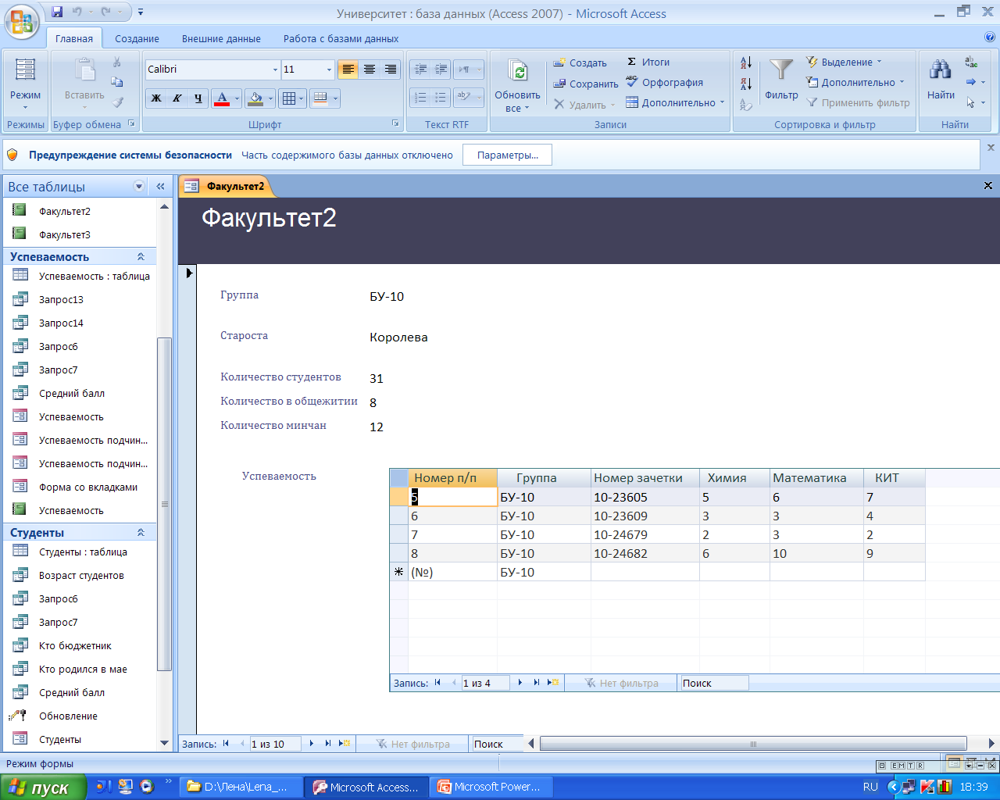 Университет : база данных (Access 2007) - Microsoft Access
Главная Создание Внешние данные Работа с базами данных
Режим
Режимы
Вставить
Буфер обмена
Calibri 11
Ж К Ч А
Шрифт
Текст RTF
Обновить все
Создать
Сохранить
Удалить
Итоги
Орфография
Дополнительно
Записи
Фильтр
Выделение
Дополнительно
Применить фильтр
Сортировка и фильтр
Найти
Найти
Предупреждение системы безопасности Часть содержимого базы данных отключено Параметры...
Все таблицы
Факультет2
Факультет3
Успеваемость
Успеваемость : таблица
Запрос13
Запрос14
Запрос6
Запрос7
Средний балл
Успеваемость
Успеваемость подчин...
Успеваемость подчин...
Форма со вкладками
Успеваемость
Студенты
Студенты : таблица
Возраст студентов
Запрос6
Запрос7
Кто бюджетник
Кто родился в мае
Средний балл
Обновление
Студенты
Факультет2
Факультет2
Группа БУ-10
Староста Королева
Количество студентов 31
Количество в общежитии 8
Количество минчан 12
Успеваемость
Номер п/п Группа Номер зачетки Химия Математика КИТ
5 БУ-10 10-23605 5 6 7
6 БУ-10 10-23609 3 3 4
7 БУ-10 10-24679 2 3 2
8 БУ-10 10-24682 6 10 9
(№) БУ-10
Запись: 1 из 4 Нет фильтра Поиск
Запись: 1 из 10 Нет фильтра Поиск
Режим формы
E M T R
пуск D:\Лена\Lena_... Microsoft Access... Microsoft Power... RU 18:39